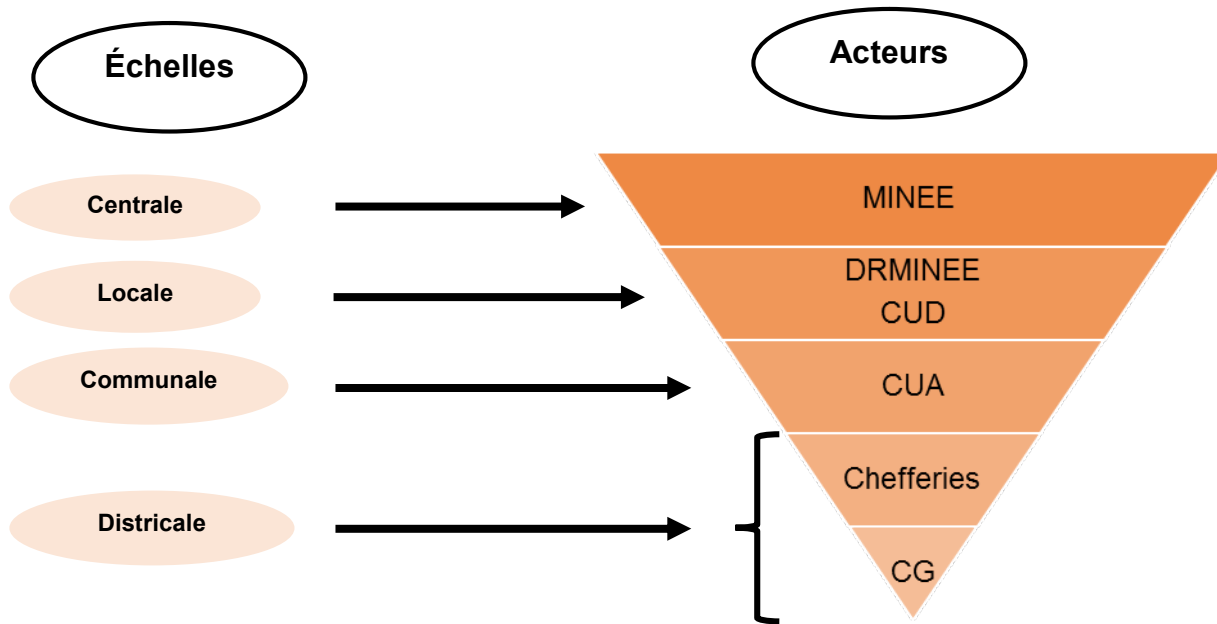 Échelles
Acteurs
Centrale
MINEE
Locale
DRMINEE
CUD
Communale
CUA
Chefferies
Districale
CG